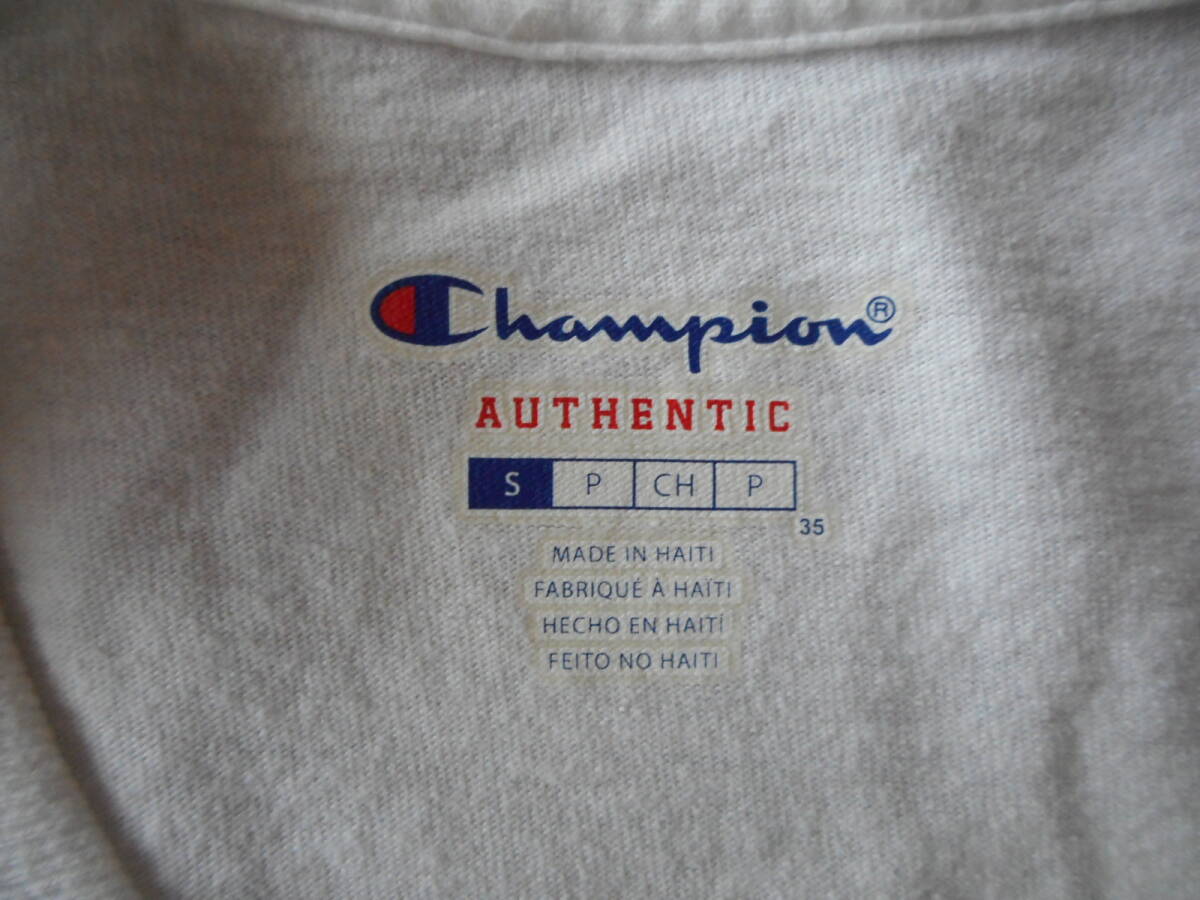 Champion®
AUTHENTIC
S P CH P
35
MADE IN HAITI
FABRIQUÉ À HAÏTI
HECHO EN HAITÍ
FEITO NO HAITI